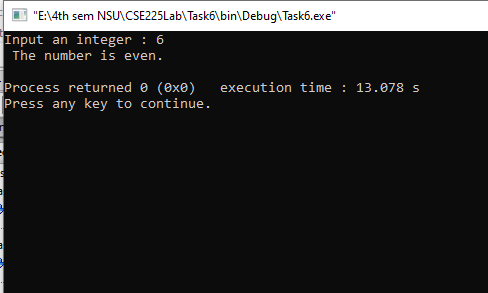 "E:\4th sem NSU\CSE225Lab\Task6\bin\Debug\Task6.exe"
Input an integer : 6
 The number is even.
Process returned 0 (0x0)   execution time : 13.078 s
Press any key to continue.